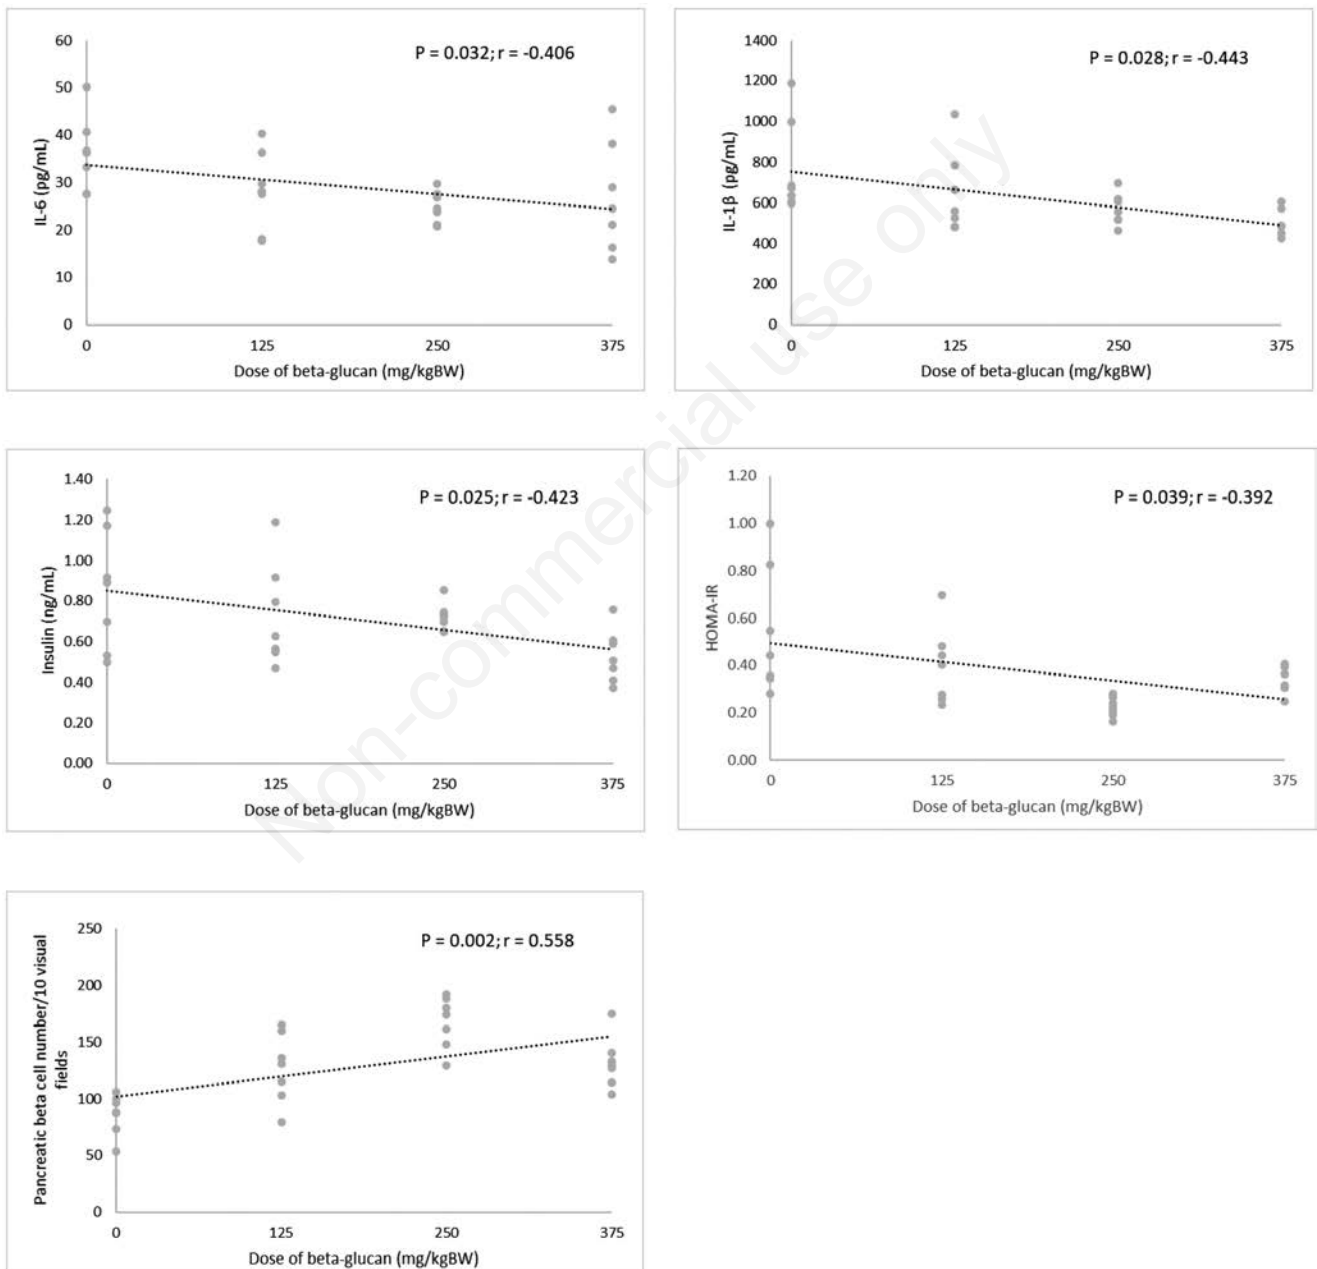 60
50
40
30
20
10
0
IL-6 (pg/mL)
P = 0.032; r = -0.406
0 125 250 375
Dose of beta-glucan (mg/kgBW)
1400
1200
1000
800
600
400
200
0
IL-1β (pg/mL)
P = 0.028; r = -0.443
0 125 250 375
Dose of beta-glucan (mg/kgBW)
1.40
1.20
1.00
0.80
0.60
0.40
0.20
0.00
Insulin (ng/mL)
P = 0.025; r = -0.423
0 125 250 375
Dose of beta-glucan (mg/kgBW)
1.20
1.00
0.80
0.60
0.40
0.20
0.00
HOMA-IR
P = 0.039; r = -0.392
0 125 250 375
Dose of beta-glucan (mg/kgBW)
250
200
150
100
50
0
Pancreatic beta cell number/10 visual
fields
P = 0.002; r = 0.558
0 125 250 375
Dose of beta-glucan (mg/kgBW)
Non-commercial use only